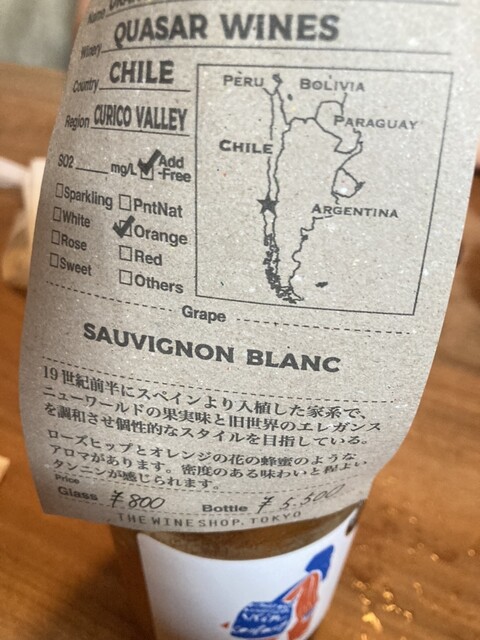 Name
Winery QUASAR WINES
Country CHILE
Region CURICO VALLEY
SO2 ____ mg/L ☑Add-Free
□Sparkling □PntNat
□White ☑Orange
□Rose □Red
□Sweet □Others
PERU BOLIVIA
PARAGUAY
CHILE
ARGENTINA
Grape
SAUVIGNON BLANC
19世紀前半にスペインより入植した家系で、
ニューワールドの果実味と旧世界のエレガンス
を調和させ個性的なスタイルを目指している。
ローズヒップとオレンジの花の蜂蜜のような
アロマがあります。密度のある味わいと程よい
タンニンが感じられます。
Price
Glass ¥800 Bottle ¥5.500
THE WINE SHOP. TOKYO